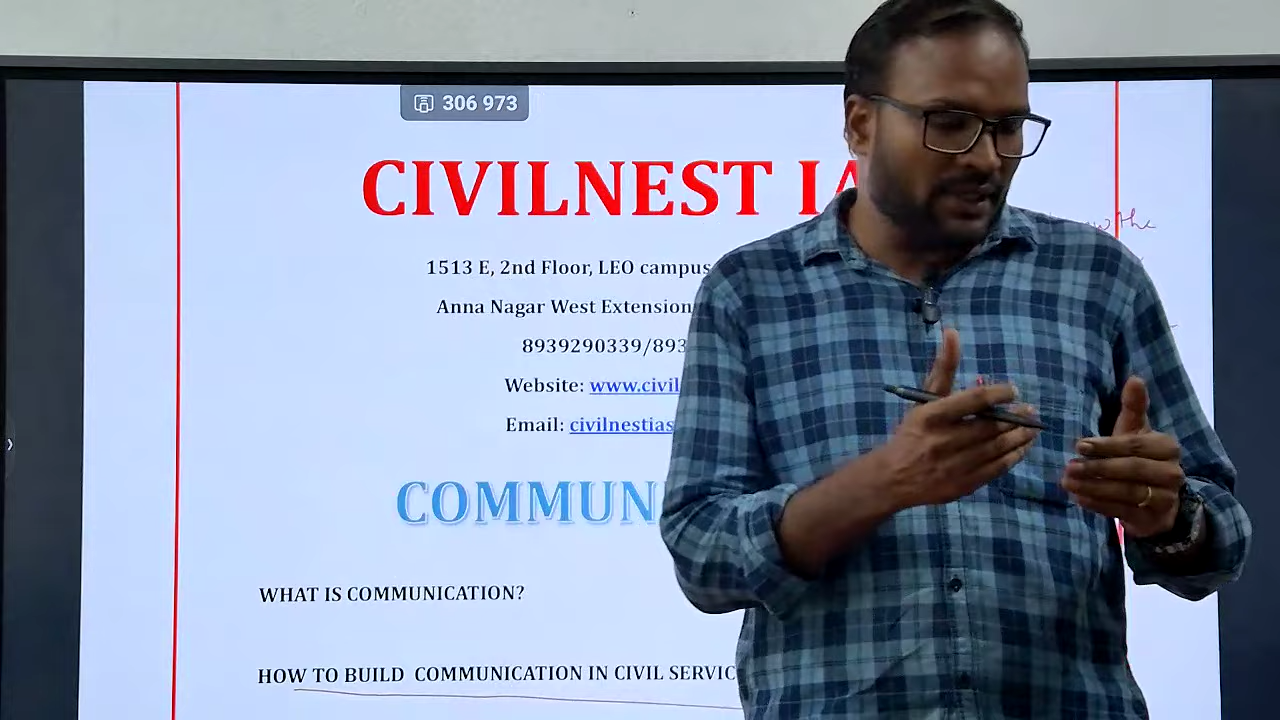 306 973
CIVILNEST IA
1513 E, 2nd Floor, LEO campus
Anna Nagar West Extension
8939290339/893
Website: www.civil
Email: civilnestias
COMMUN
WHAT IS COMMUNICATION?
HOW TO BUILD COMMUNICATION IN CIVIL SERVIC
the